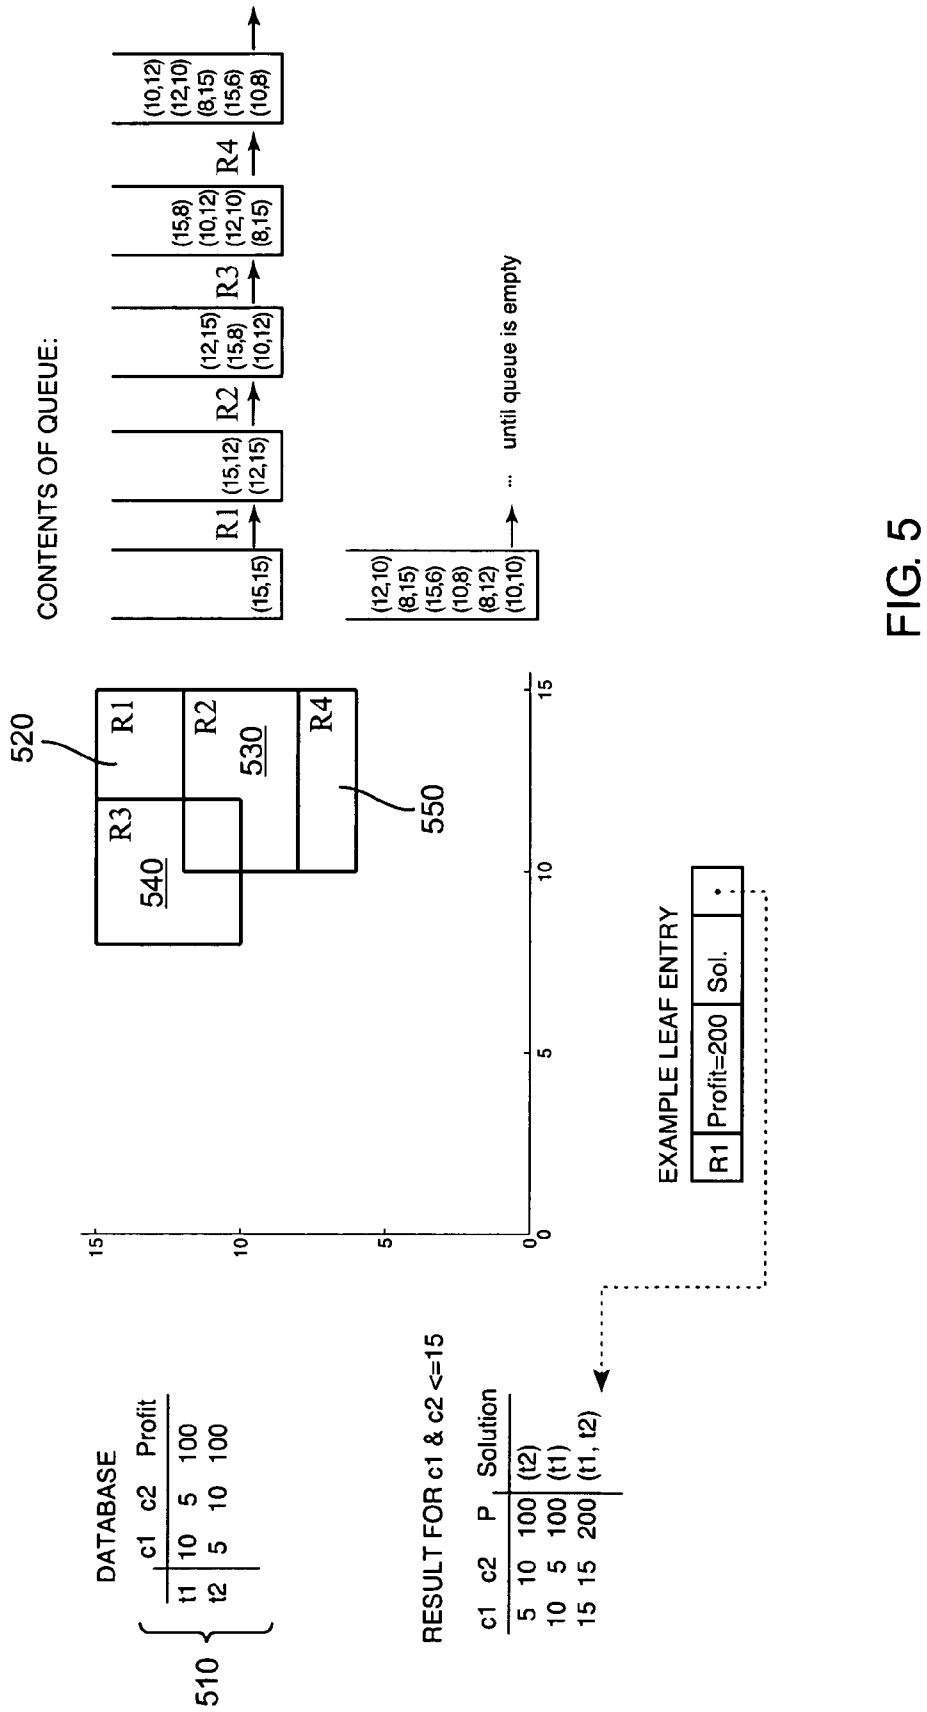 510
DATABASE
c1 c2 Profit
t1 10 5 100
t2 5 10 100
RESULT FOR c1 & c2 <=15
c1 c2 P Solution
5 10 100 (t2)
10 5 100 (t1)
15 15 200 (t1, t2)
520
15
10
5
0
0
5
10
15
R1
R3
R2
540
530
R4
550
EXAMPLE LEAF ENTRY
R1 Profit=200 Sol.
CONTENTS OF QUEUE:
(15,15)
R1
(15,12)
(12,15)
R2
(12,15)
(15,8)
(10,12)
R3
(15,8)
(10,12)
(12,10)
(8,15)
R4
(10,12)
(12,10)
(8,15)
(15,6)
(10,8)
(12,10)
(8,15)
(15,6)
(10,8)
(8,12)
(10,10)
... until queue is empty
FIG. 5